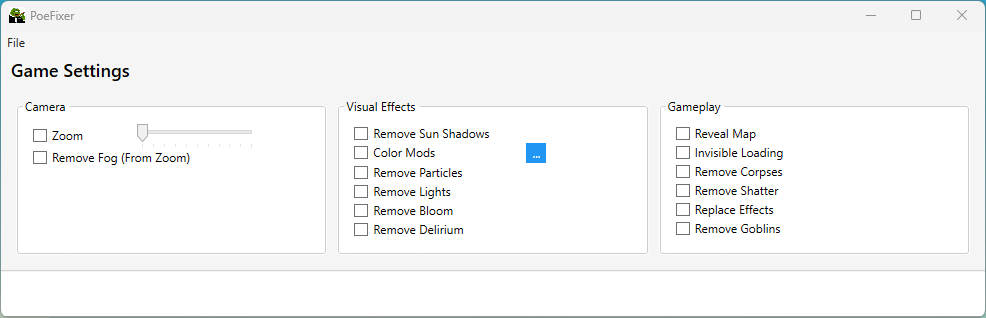 PoeFixer
File
Game Settings
Camera
Zoom
Remove Fog (From Zoom)
Visual Effects
Remove Sun Shadows
Color Mods
...
Remove Particles
Remove Lights
Remove Bloom
Remove Delirium
Gameplay
Reveal Map
Invisible Loading
Remove Corpses
Remove Shatter
Replace Effects
Remove Goblins